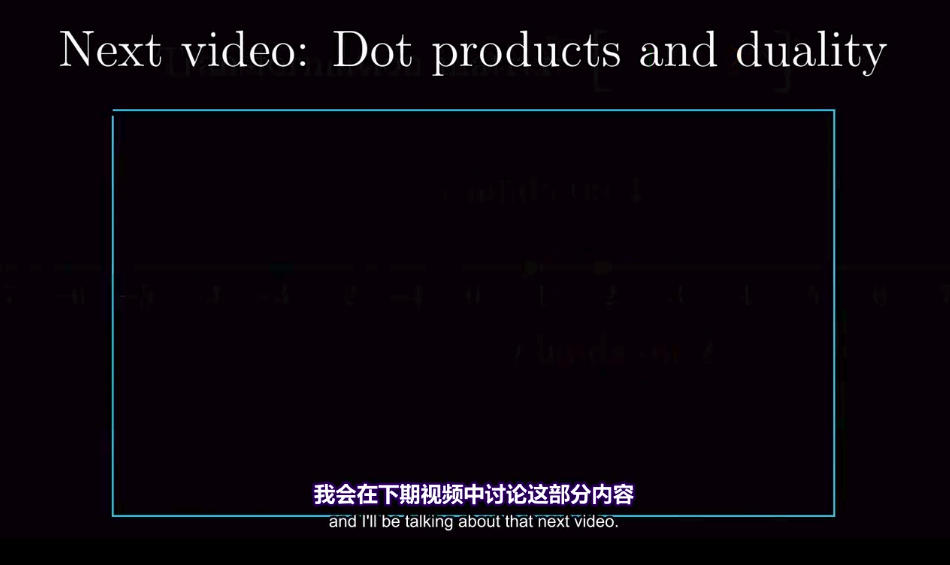 Next video: Dot products and duality
我会在下期视频中讨论这部分内容
and I'll be talking about that next video.